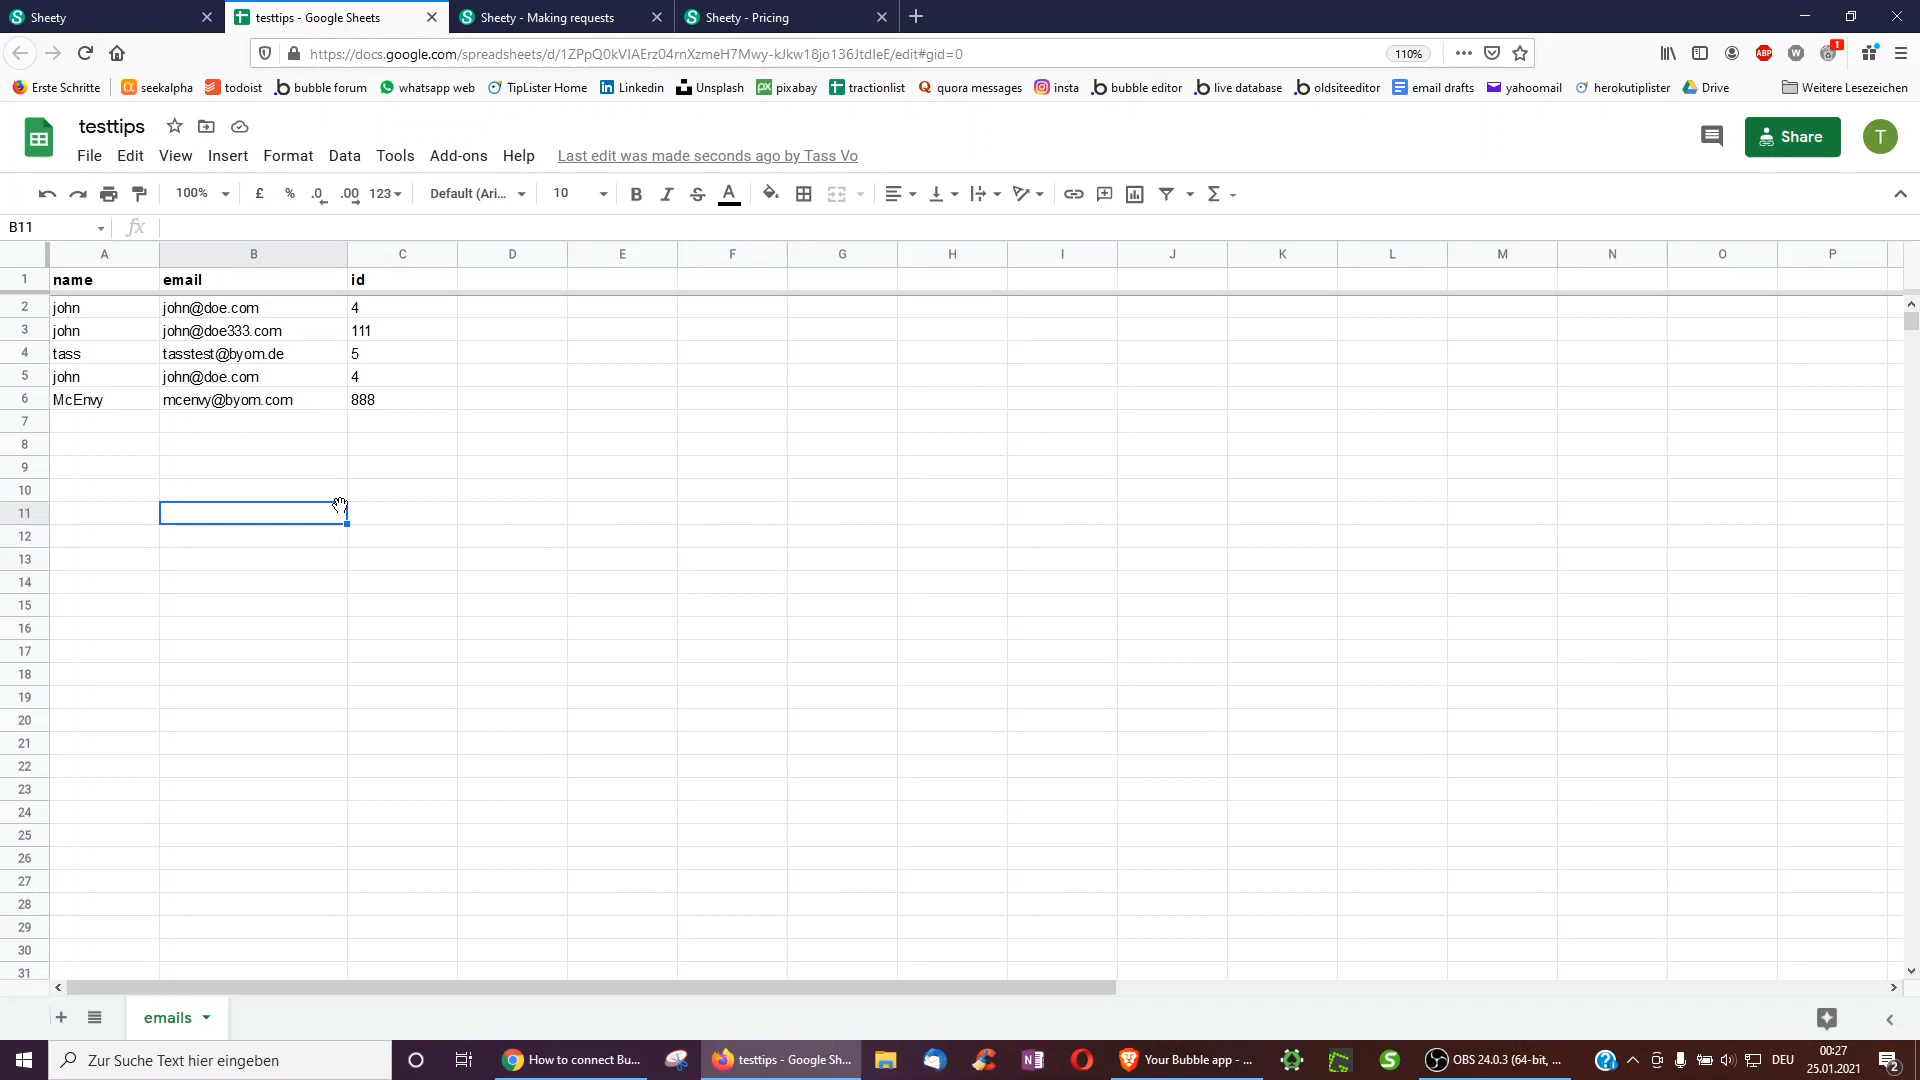 Sheety
testtips - Google Sheets
Sheety - Making requests
Sheety - Pricing
https://docs.google.com/spreadsheets/d/1ZPpQ0kVIAErz04rnXzmeH7Mwy-kJkw18jo136JtdIeE/edit#gid=0
110%
ABP
W
1
Erste Schritte
seekalpha
todoist
bubble forum
whatsapp web
TipLister Home
Linkedin
Unsplash
pixabay
tractionlist
quora messages
insta
bubble editor
live database
oldsiteeditor
email drafts
yahoomail
herokutiplister
Drive
Weitere Lesezeichen
testtips
Share
T
File Edit View Insert Format Data Tools Add-ons Help Last edit was made seconds ago by Tass Vo
100% £ % .0 .00 123 Default (Ari... 10 B I S A Σ
B11 fx
A B C D E F G H I J K L M N O P
1 name email id
2 john john@doe.com 4
3 john john@doe333.com 111
4 tass tasstest@byom.de 5
5 john john@doe.com 4
6 McEnvy mcenvy@byom.com 888
7
8
9
10
11
12
13
14
15
16
17
18
19
20
21
22
23
24
25
26
27
28
29
30
31
emails
Zur Suche Text hier eingeben
How to connect Bu...
testtips - Google Sh...
Your Bubble app - ...
OBS 24.0.3 (64-bit, ...
DEU
00:27
25.01.2021
2